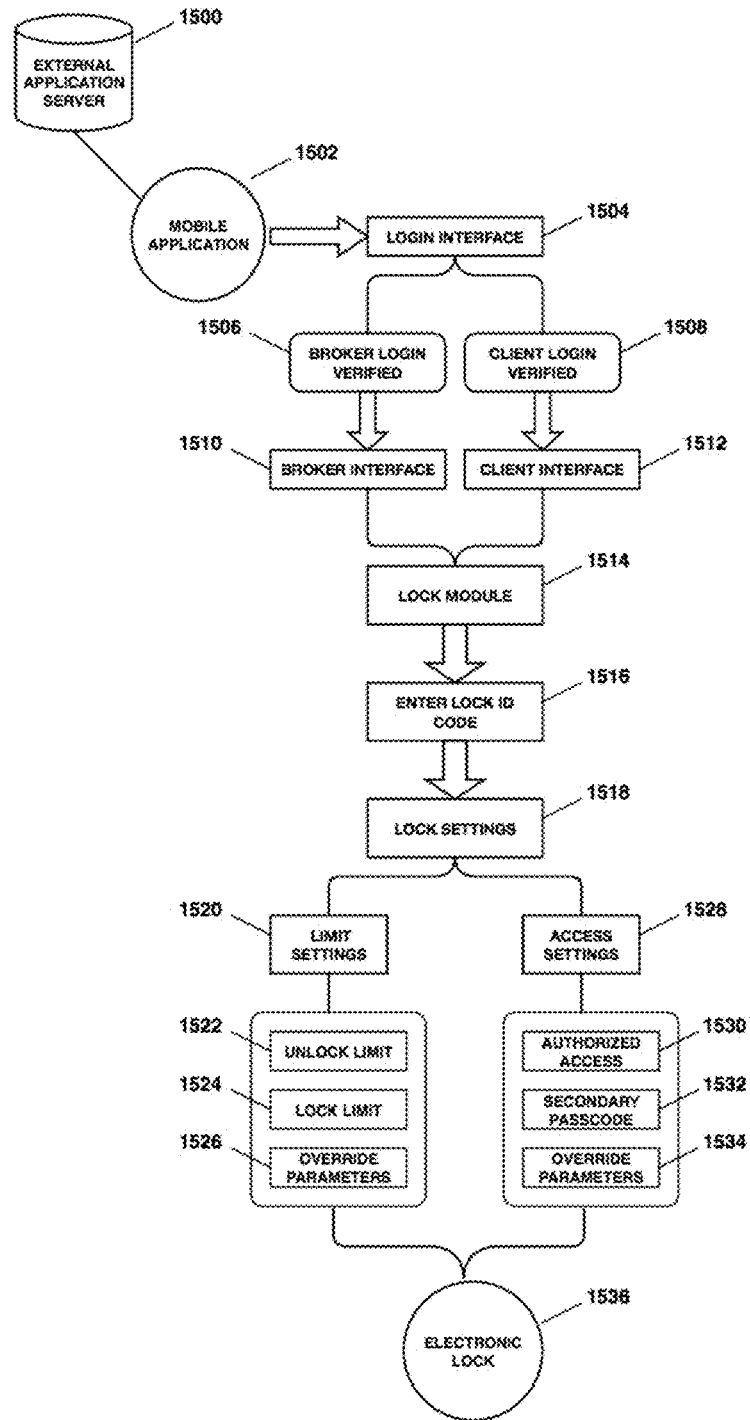 1500
EXTERNAL
APPLICATION
SERVER
1502
MOBILE
APPLICATION
1504
LOGIN INTERFACE
1506
BROKER LOGIN
VERIFIED
1508
CLIENT LOGIN
VERIFIED
1510
BROKER INTERFACE
1512
CLIENT INTERFACE
1514
LOCK MODULE
1516
ENTER LOCK ID
CODE
1518
LOCK SETTINGS
1520
LIMIT
SETTINGS
1528
ACCESS
SETTINGS
1522
UNLOCK LIMIT
1524
LOCK LIMIT
1526
OVERRIDE
PARAMETERS
1530
AUTHORIZED
ACCESS
1532
SECONDARY
PASSCODE
1534
OVERRIDE
PARAMETERS
1536
ELECTRONIC
LOCK